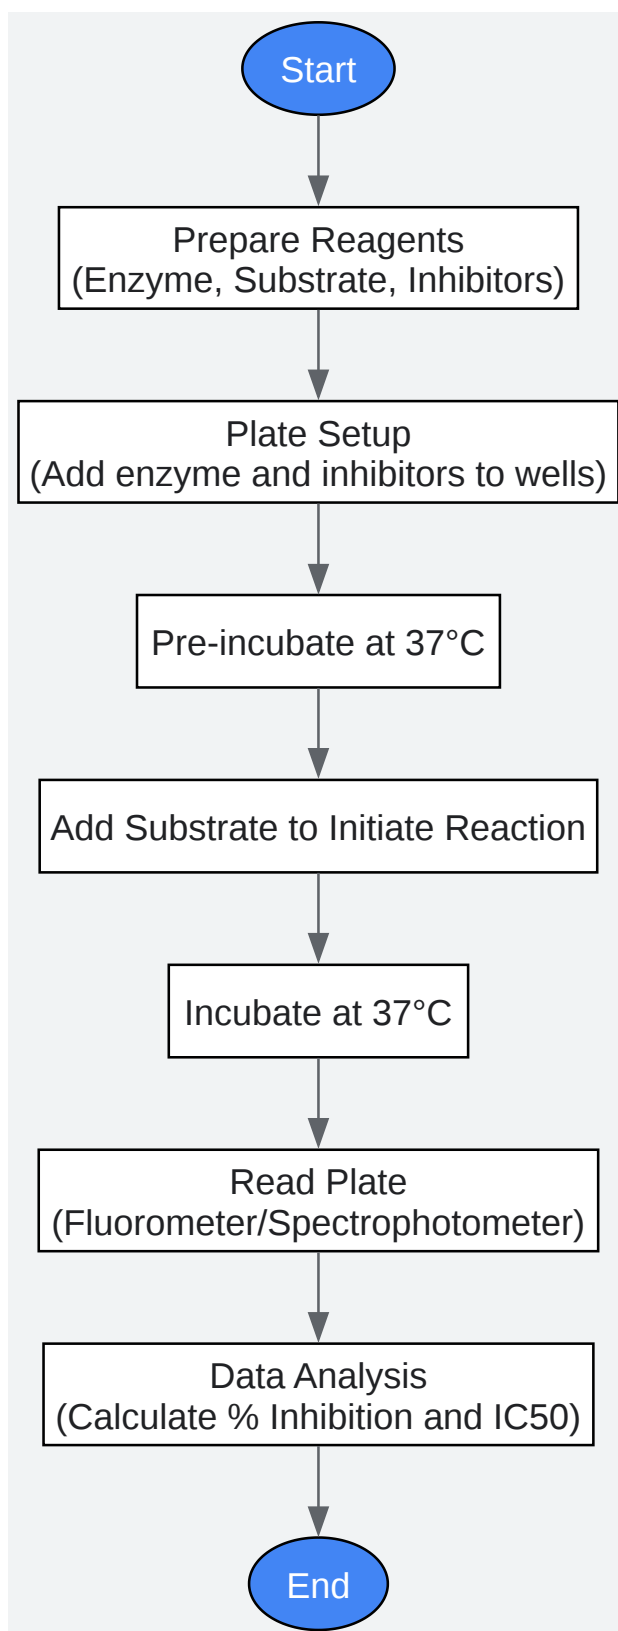 Start
Prepare Reagents
(Enzyme, Substrate, Inhibitors)
Plate Setup
(Add enzyme and inhibitors to wells)
Pre-incubate at 37°C
Add Substrate to Initiate Reaction
Incubate at 37°C
Read Plate
(Fluorometer/Spectrophotometer)
Data Analysis
(Calculate % Inhibition and IC50)
End